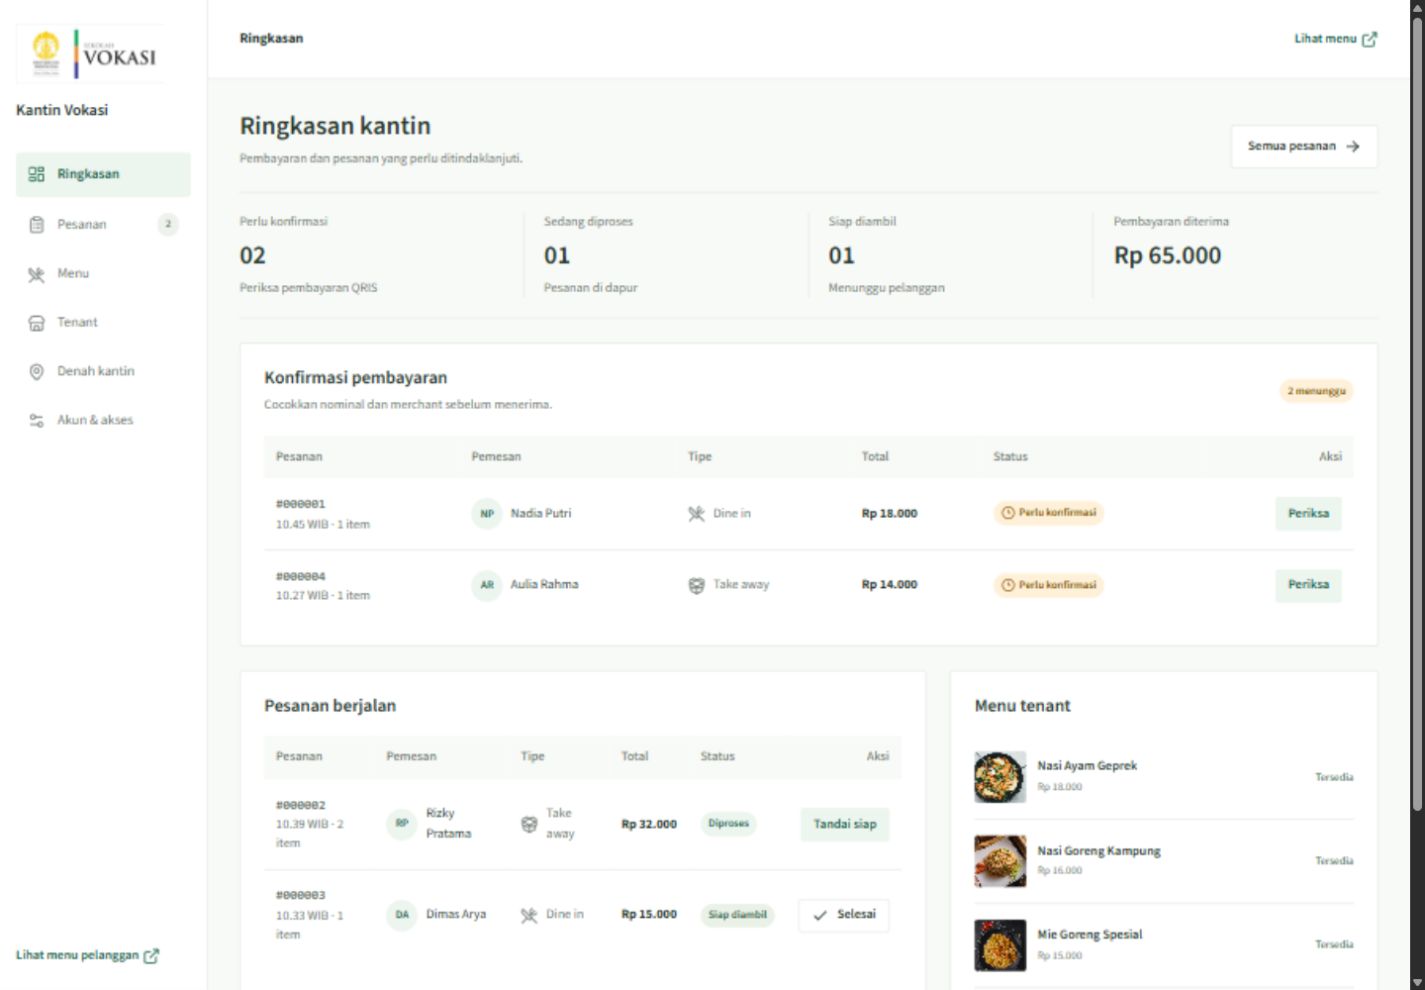 VOKASI
Kantin Vokasi
Ringkasan
Pesanan 2
Menu
Tenant
Denah kantin
Akun & akses
Lihat menu pelanggan
Ringkasan
Lihat menu
Ringkasan kantin
Pembayaran dan pesanan yang perlu ditindaklanjuti.
Semua pesanan
Perlu konfirmasi
02
Periksa pembayaran QRIS
Sedang diproses
01
Pesanan di dapur
Siap diambil
01
Menunggu pelanggan
Pembayaran diterima
Rp 65.000
Konfirmasi pembayaran
Cocokkan nominal dan merchant sebelum menerima.
2 menunggu
Pesanan Pemesan Tipe Total Status Aksi
#000001
10.45 WIB - 1 item
NP Nadia Putri Dine in Rp 18.000 Perlu konfirmasi Periksa
#000004
10.27 WIB - 1 item
AR Aulia Rahma Take away Rp 14.000 Perlu konfirmasi Periksa
Pesanan berjalan
Pesanan Pemesan Tipe Total Status Aksi
#000002
10.39 WIB - 2
item
RP Rizky
Pratama
Take
away
Rp 32.000 Diproses Tandai siap
#000003
10.33 WIB - 1
item
DA Dimas Arya Dine in Rp 15.000 Siap diambil Selesai
Menu tenant
Nasi Ayam Geprek
Rp 18.000
Tersedia
Nasi Goreng Kampung
Rp 16.000
Tersedia
Mie Goreng Spesial
Rp 15.000
Tersedia